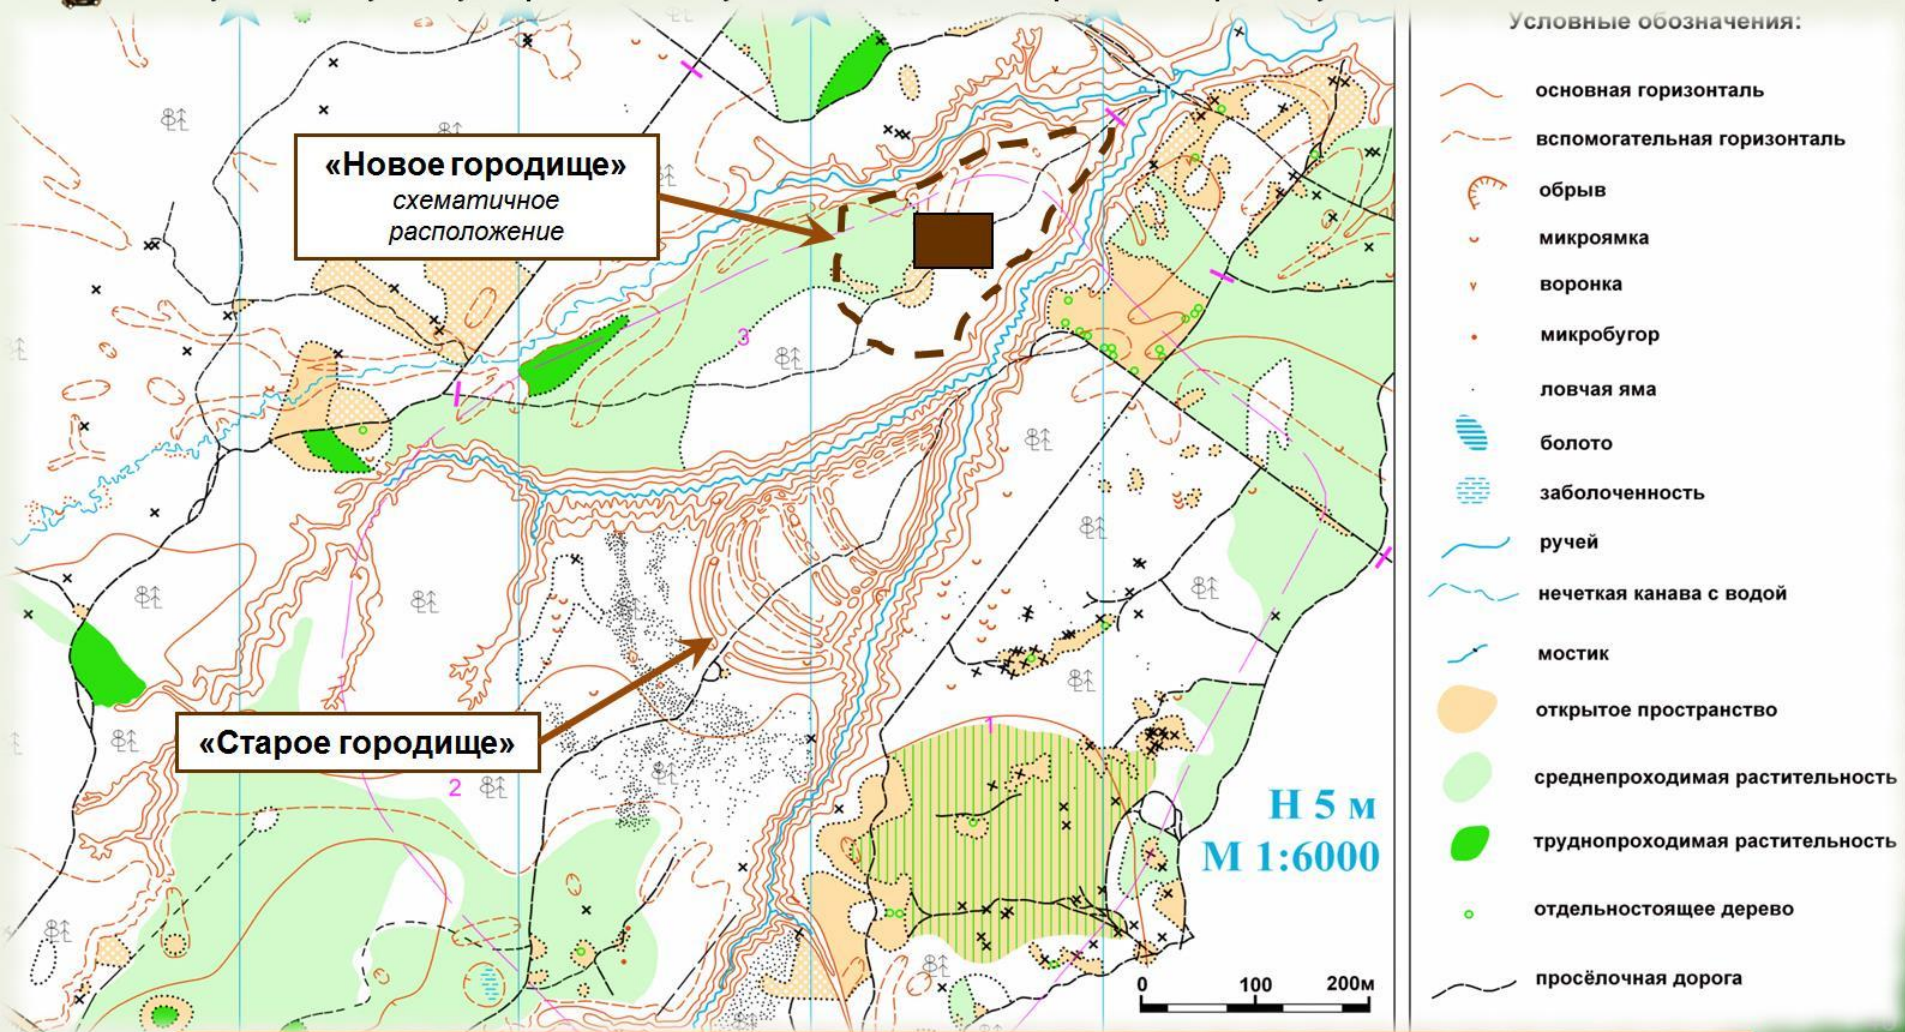 «Новое городище»
схематичное
расположение
3
«Старое городище»
1
2
Н 5 м
М 1:6000
0 100 200м
Условные обозначения:
основная горизонталь
вспомогательная горизонталь
обрыв
микроямка
воронка
микробугор
ловчая яма
болото
заболоченность
ручей
нечеткая канава с водой
мостик
открытое пространство
среднепроходимая растительность
труднопроходимая растительность
отдельностоящее дерево
просёлочная дорога